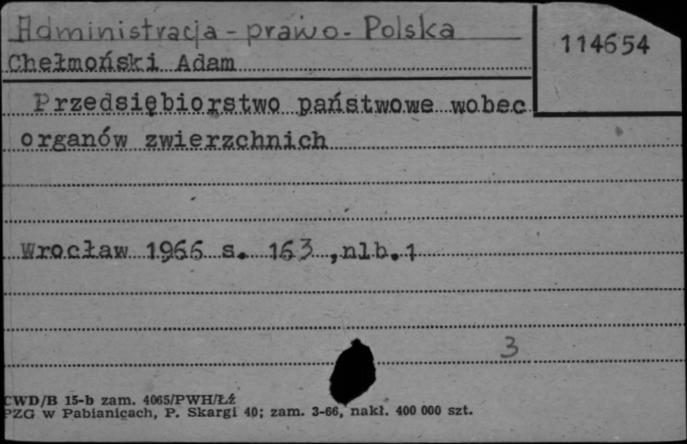 Administracja - prawo - Polska
114654
Chełmoński Adam
Przedsiębiorstwo państwowe wobec
organów zwierzchnich
Wrocław 1966 s. 163 ,nlb.1
3
CWD/B 15-b zam. 4065/PWH/Łź
PZG w Pabianicach, P. Skargi 40; zam. 3-66, nakł. 400 000 szt.